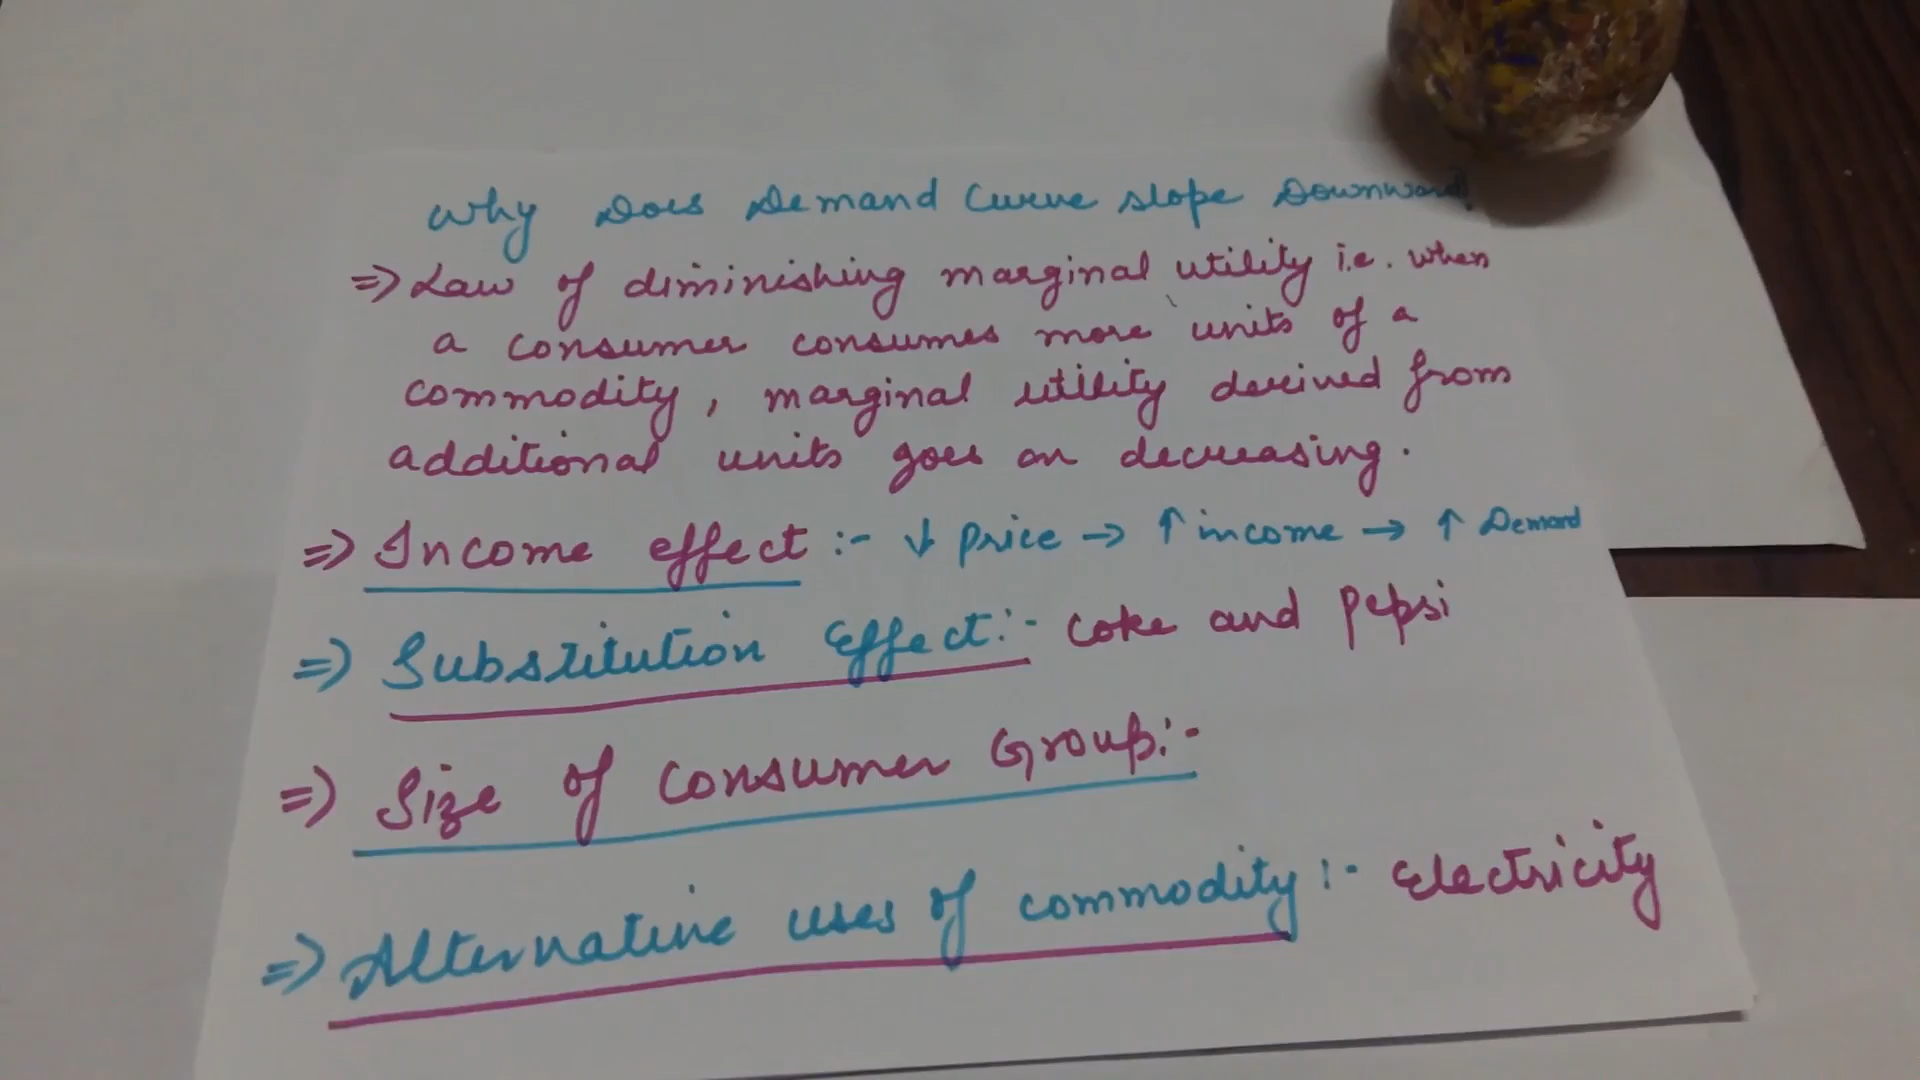 Why Does Demand Curve slope Downward
⇒ Law of diminishing marginal utility i.e. when
a consumer consumes more units of a
commodity, marginal utility derived from
additional units goes on decreasing.
⇒ Income effect :- ↓ price → ↑ income → ↑ Demand
⇒ Substitution Effect:- Coke and Pepsi
⇒ Size of Consumer Group:-
⇒ Alternative uses of commodity :- Electricity